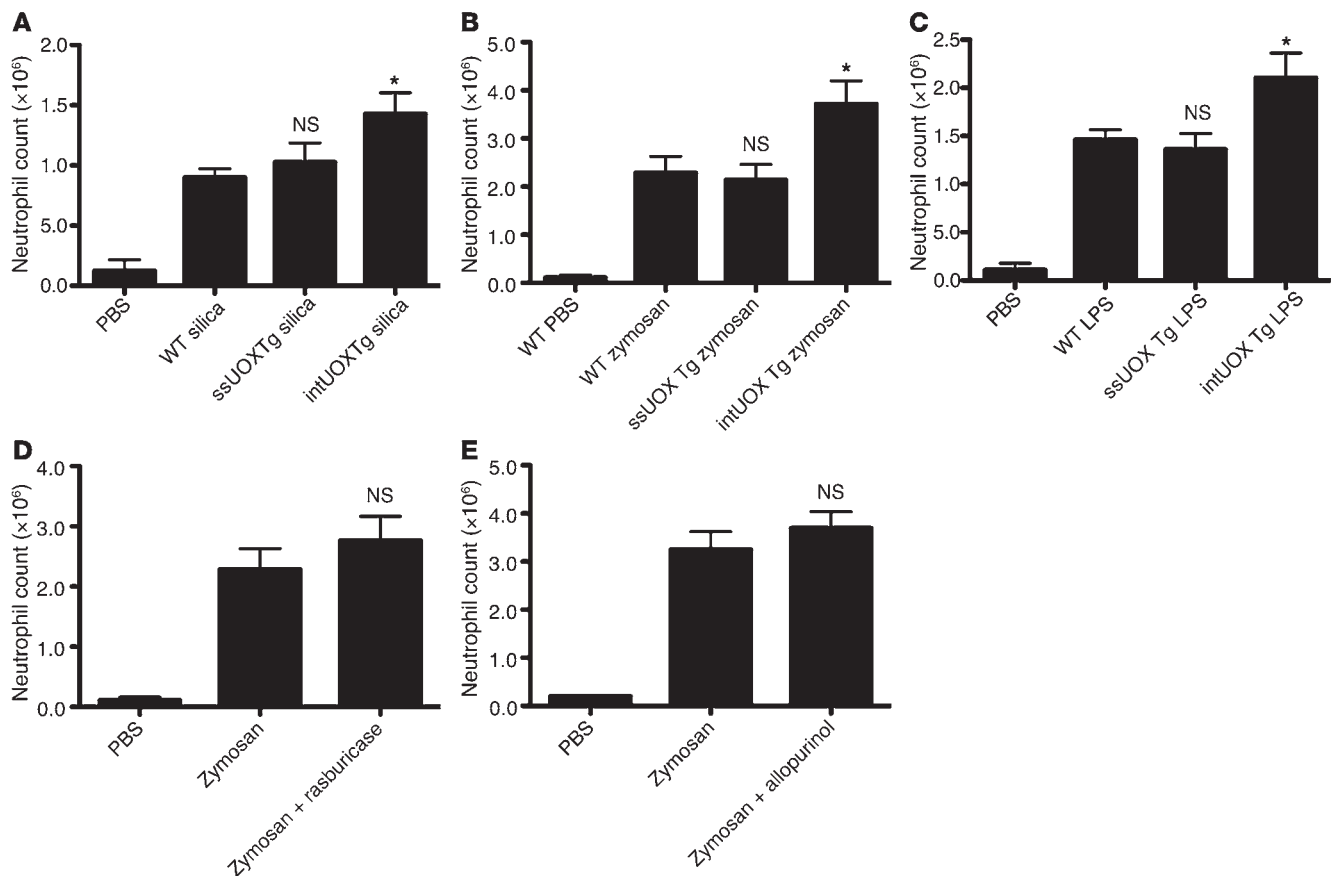 A
Neutrophil count (×10⁶)
2.0
1.5
1.0
5.0
0.0
NS
*
PBS
WT silica
ssUOXTg silica
intUOXTg silica
B
Neutrophil count (×10⁶)
5.0
4.0
3.0
2.0
1.0
0.0
NS
*
WT PBS
WT zymosan
ssUOX Tg zymosan
intUOX Tg zymosan
C
Neutrophil count (×10⁶)
2.5
2.0
1.5
1.0
5.0
0.0
NS
*
PBS
WT LPS
ssUOX Tg LPS
intUOX Tg LPS
D
Neutrophil count (×10⁶)
4.0
3.0
2.0
1.0
0.0
NS
PBS
Zymosan
Zymosan + rasburicase
E
Neutrophil count (×10⁶)
5.0
4.0
3.0
2.0
1.0
0.0
NS
PBS
Zymosan
Zymosan + allopurinol